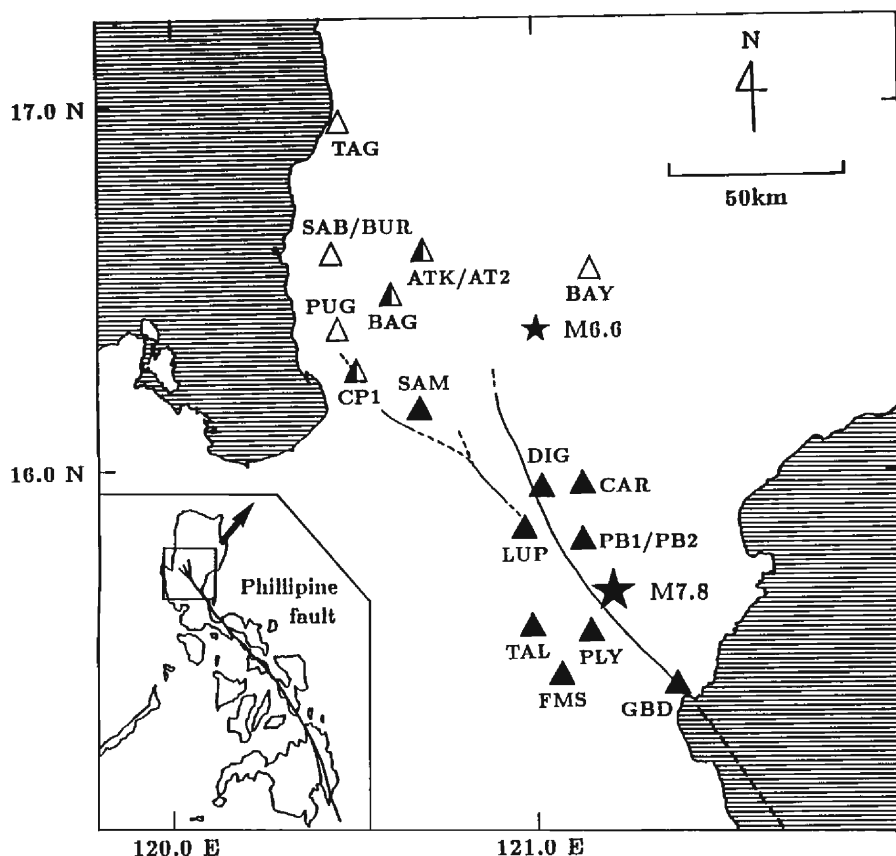 N
17.0 N
TAG
50km
SAB/BUR
ATK/AT2
BAY
BAG
PUG
M6.6
CP1
SAM
16.0 N
DIG
CAR
LUP
PB1/PB2
Phillipine
fault
M7.8
TAL
PLY
FMS
GBD
120.0 E
121.0 E